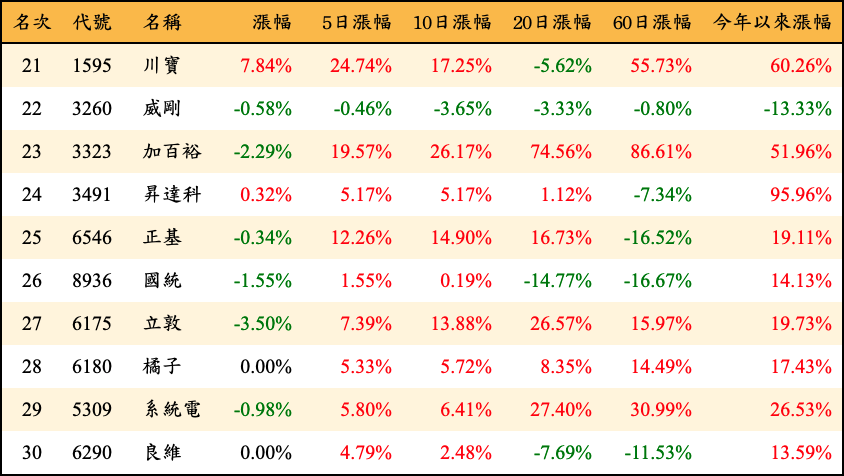 名次 代號 名稱 漲幅 5日漲幅 10日漲幅 20日漲幅 60日漲幅 今年以來漲幅
21 1595 川寶 7.84% 24.74% 17.25% -5.62% 55.73% 60.26%
22 3260 威剛 -0.58% -0.46% -3.65% -3.33% -0.80% -13.33%
23 3323 加百裕 -2.29% 19.57% 26.17% 74.56% 86.61% 51.96%
24 3491 昇達科 0.32% 5.17% 5.17% 1.12% -7.34% 95.96%
25 6546 正基 -0.34% 12.26% 14.90% 16.73% -16.52% 19.11%
26 8936 國統 -1.55% 1.55% 0.19% -14.77% -16.67% 14.13%
27 6175 立敦 -3.50% 7.39% 13.88% 26.57% 15.97% 19.73%
28 6180 橘子 0.00% 5.33% 5.72% 8.35% 14.49% 17.43%
29 5309 系統電 -0.98% 5.80% 6.41% 27.40% 30.99% 26.53%
30 6290 良維 0.00% 4.79% 2.48% -7.69% -11.53% 13.59%